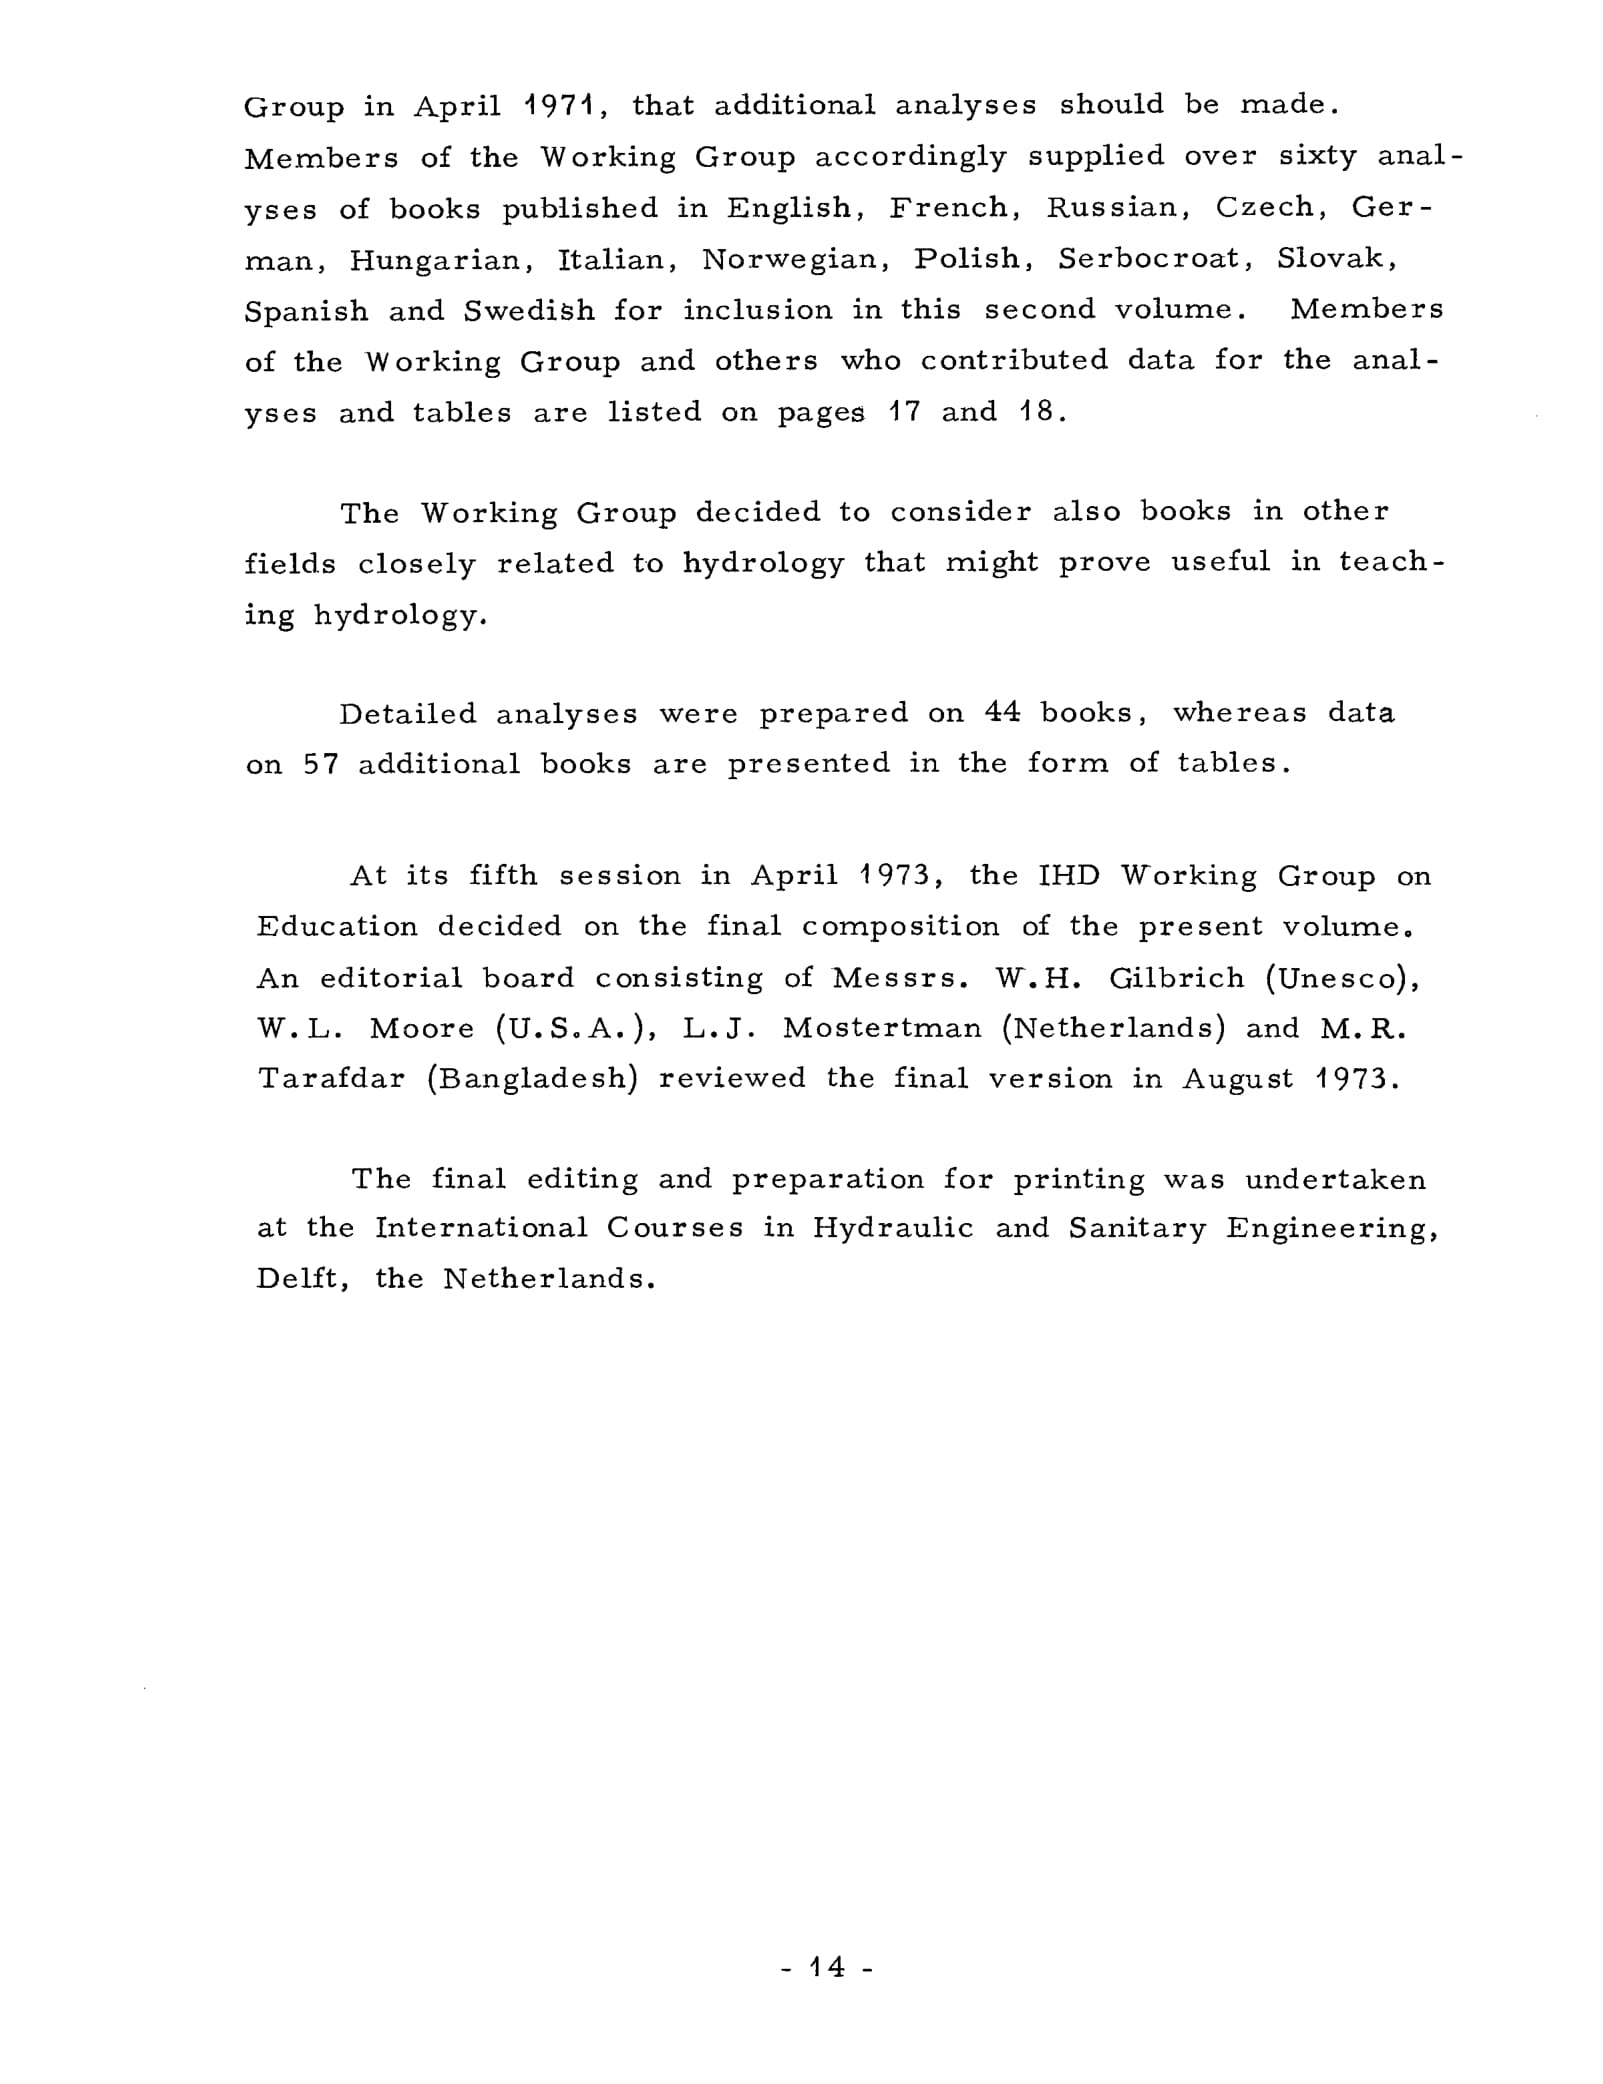 Group in April 1971, that additional analyses should be made.
Members of the Working Group accordingly supplied over sixty anal-
yses of books published in English, French, Russian, Czech, Ger-
man, Hungarian, Italian, Norwegian, Polish, Serbocroat, Slovak,
Spanish and Swedish for inclusion in this second volume. Members
of the Working Group and others who contributed data for the anal-
yses and tables are listed on pages 17 and 18.
The Working Group decided to consider also books in other
fields closely related to hydrology that might prove useful in teach-
ing hydrology.
Detailed analyses were prepared on 44 books, whereas data
on 57 additional books are presented in the form of tables.
At its fifth session in April 1973, the IHD Working Group on
Education decided on the final composition of the present volume.
An editorial board consisting of Messrs. W.H. Gilbrich (Unesco),
W.L. Moore (U.S.A.), L.J. Mostertman (Netherlands) and M.R.
Tarafdar (Bangladesh) reviewed the final version in August 1973.
The final editing and preparation for printing was undertaken
at the International Courses in Hydraulic and Sanitary Engineering,
Delft, the Netherlands.
- 14 -